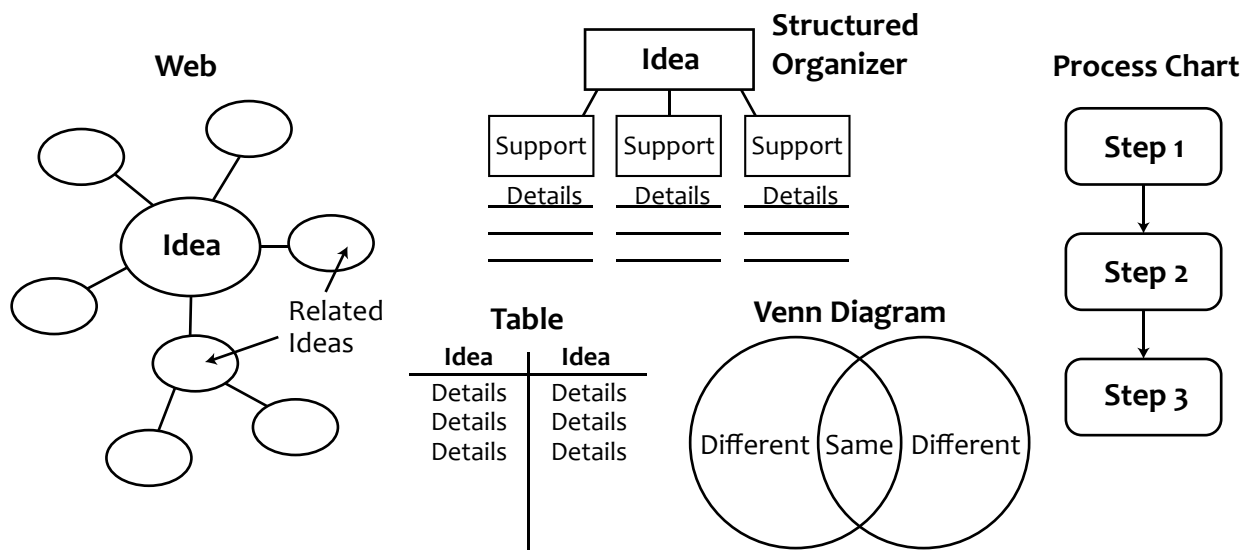 Web
Idea
Related
Ideas
Structured
Organizer
Idea
Support Support Support
Details Details Details
Process Chart
Step 1
Step 2
Step 3
Table
Idea Idea
Details Details
Details Details
Details Details
Venn Diagram
Different Same Different